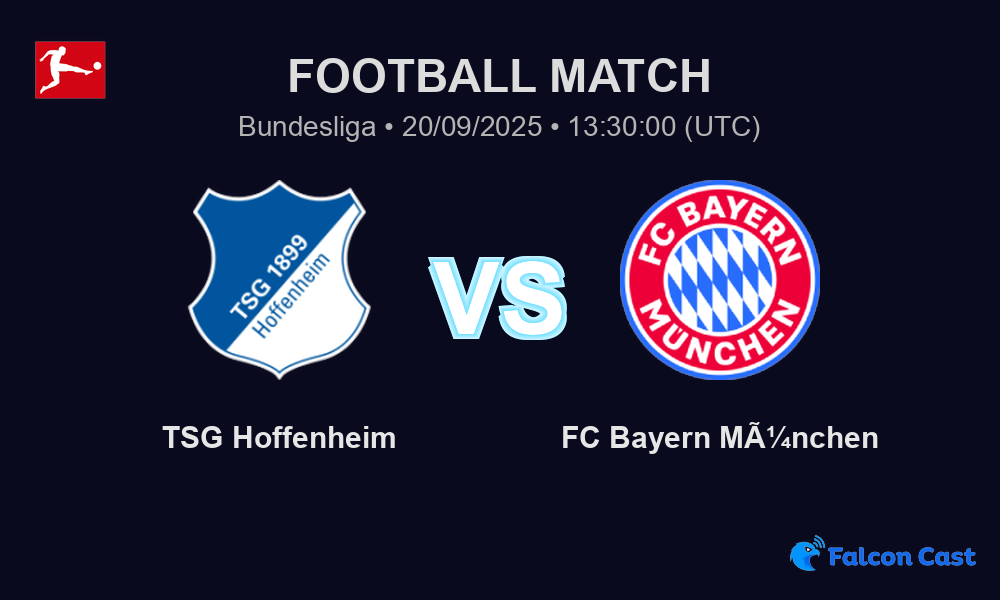 FOOTBALL MATCH
Bundesliga • 20/09/2025 • 13:30:00 (UTC)
TSG 1899
Hoffenheim
VS
FC BAYERN
MÜNCHEN
TSG Hoffenheim
FC Bayern MÃ¼nchen
Falcon Cast